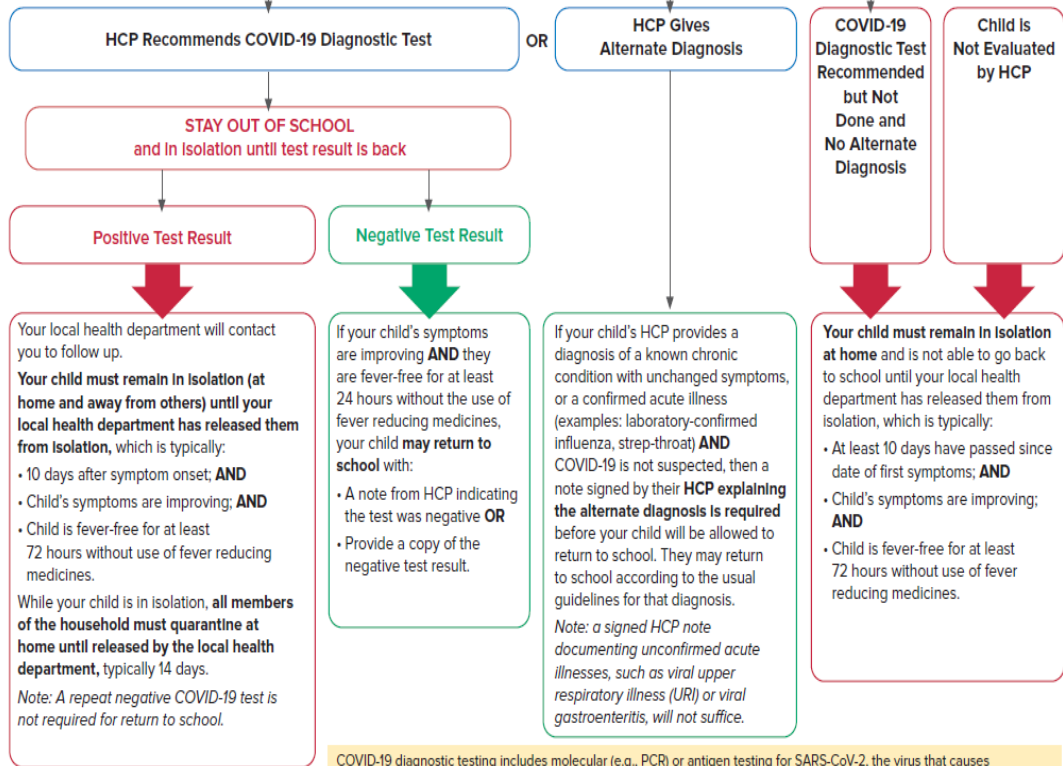 HCP Recommends COVID-19 Diagnostic Test
OR
HCP Gives
Alternate Diagnosis
COVID-19
Diagnostic Test
Recommended
but Not
Done and
No Alternate
Diagnosis
Child is
Not Evaluated
by HCP
STAY OUT OF SCHOOL
and in isolation until test result is back
Positive Test Result
Negative Test Result
Your local health department will contact
you to follow up.
Your child must remain in isolation (at
home and away from others) until your
local health department has released them
from isolation, which is typically:
• 10 days after symptom onset; AND
• Child's symptoms are improving; AND
• Child is fever-free for at least
72 hours without use of fever reducing
medicines.
While your child is in isolation, all members
of the household must quarantine at
home until released by the local health
department, typically 14 days.
Note: A repeat negative COVID-19 test is
not required for return to school.
If your child's symptoms
are improving AND they
are fever-free for at least
24 hours without the use of
fever reducing medicines,
your child may return to
school with:
• A note from HCP indicating
the test was negative OR
• Provide a copy of the
negative test result.
If your child's HCP provides a
diagnosis of a known chronic
condition with unchanged symptoms,
or a confirmed acute illness
(examples: laboratory-confirmed
influenza, strep-throat) AND
COVID-19 is not suspected, then a
note signed by their HCP explaining
the alternate diagnosis is required
before your child will be allowed to
return to school. They may return
to school according to the usual
guidelines for that diagnosis.
Note: a signed HCP note
documenting unconfirmed acute
illnesses, such as viral upper
respiratory illness (URI) or viral
gastroenteritis, will not suffice.
Your child must remain in isolation
at home and is not able to go back
to school until your local health
department has released them from
isolation, which is typically:
• At least 10 days have passed since
date of first symptoms; AND
• Child's symptoms are improving;
AND
• Child is fever-free for at least
72 hours without use of fever
reducing medicines.
COVID-19 diagnostic testing includes molecular (e.g., PCR) or antigen testing for SARS-CoV-2, the virus that causes